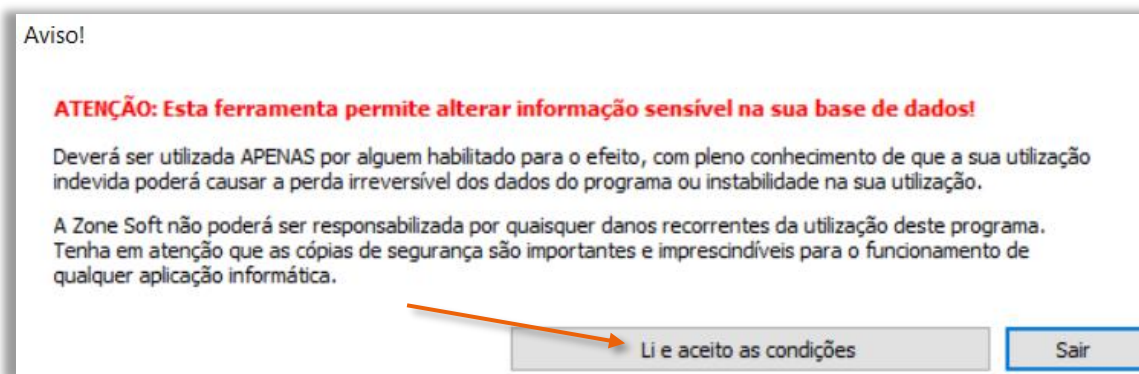 Aviso!
ATENÇÃO: Esta ferramenta permite alterar informação sensível na sua base de dados!
Deverá ser utilizada APENAS por alguem habilitado para o efeito, com pleno conhecimento de que a sua utilização
indevida poderá causar a perda irreversível dos dados do programa ou instabilidade na sua utilização.
A Zone Soft não poderá ser responsabilizada por quaisquer danos recorrentes da utilização deste programa.
Tenha em atenção que as cópias de segurança são importantes e imprescindíveis para o funcionamento de
qualquer aplicação informática.
Li e aceito as condições
Sair